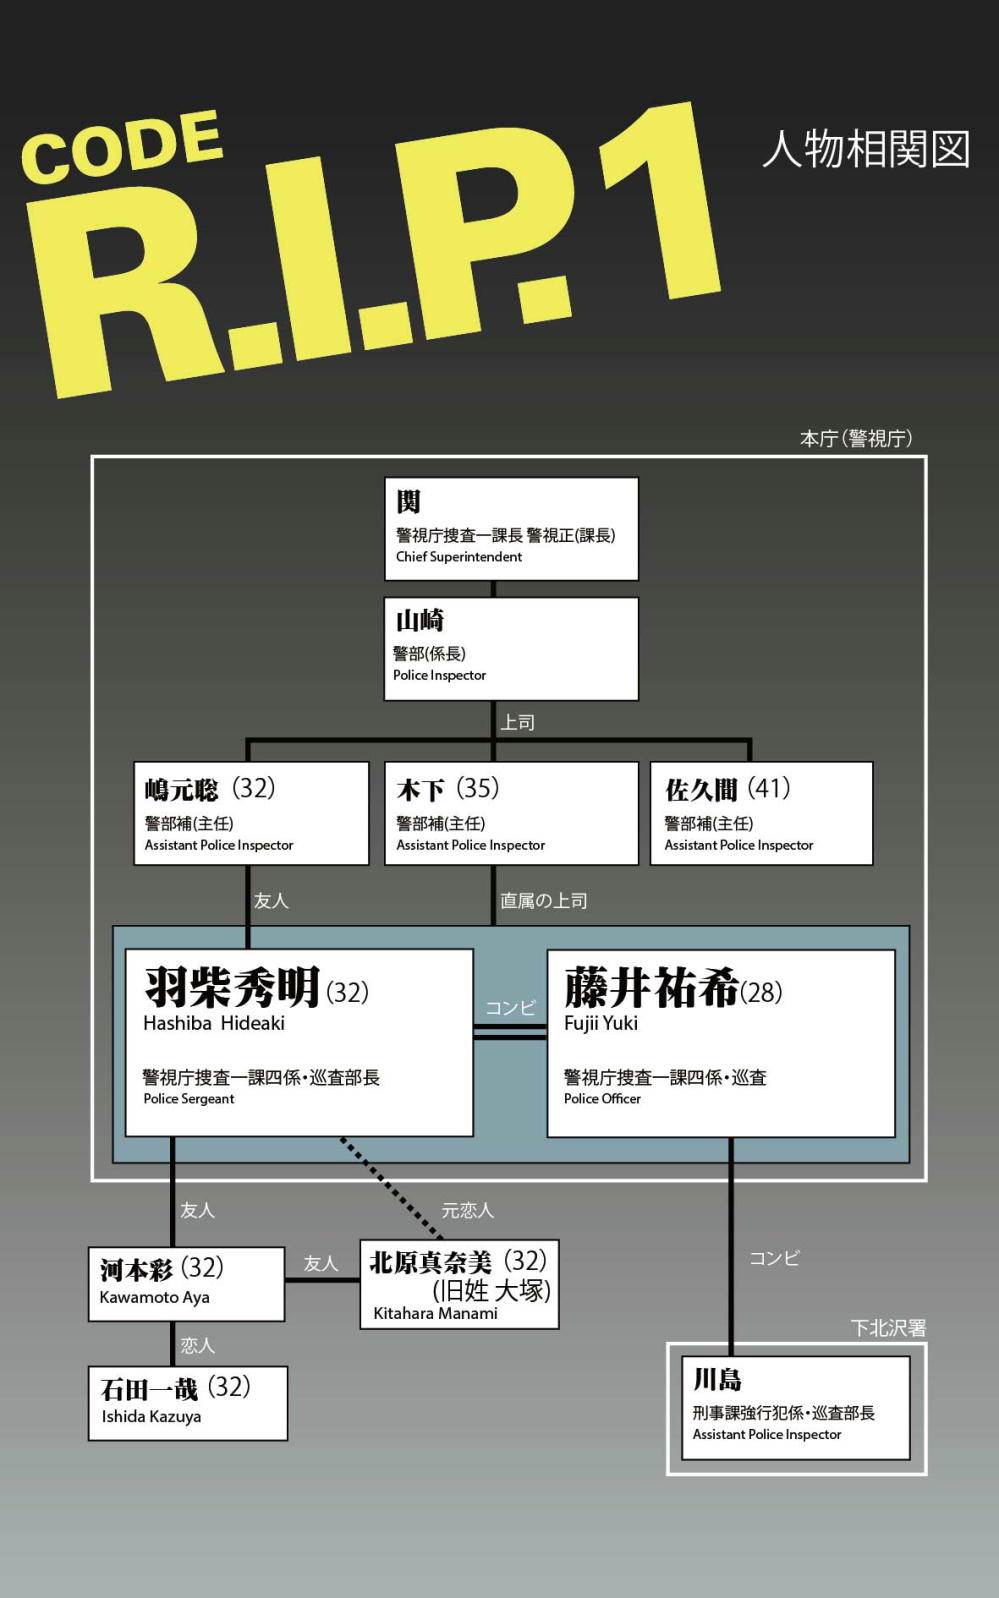 CODE
R.I.P.1
人物相関図
本庁(警視庁)
関
警視庁捜査一課長 警視正(課長)
Chief Superintendent
山崎
警部(係長)
Police Inspector
上司
嶋元聡(32)
警部補(主任)
Assistant Police Inspector
木下(35)
警部補(主任)
Assistant Police Inspector
佐久間(41)
警部補(主任)
Assistant Police Inspector
友人
直属の上司
羽柴秀明(32)
Hashiba Hideaki
警視庁捜査一課四係・巡査部長
Police Sergeant
コンビ
藤井祐希(28)
Fujii Yuki
警視庁捜査一課四係・巡査
Police Officer
友人
元恋人
コンビ
河本彩(32)
Kawamoto Aya
友人
北原真奈美(32)
(旧姓 大塚)
Kitahara Manami
恋人
石田一哉(32)
Ishida Kazuya
下北沢署
川島
刑事課強行犯係・巡査部長
Assistant Police Inspector